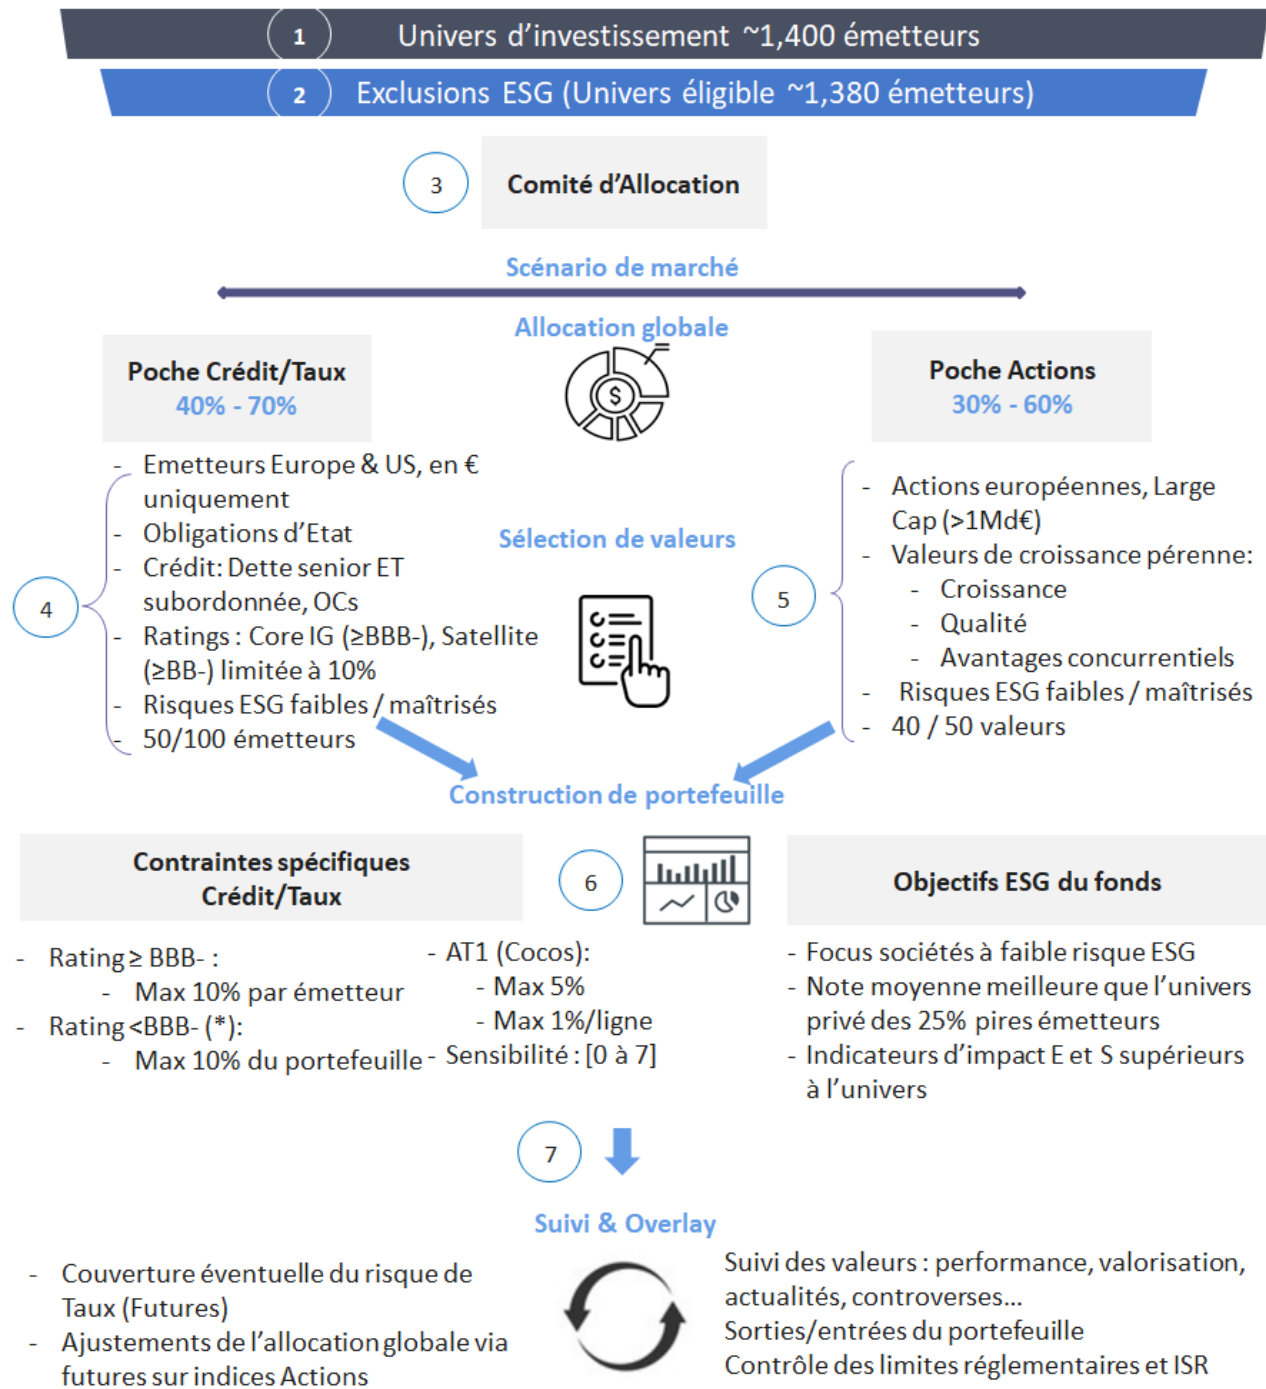 1 Univers d’investissement ~1,400 émetteurs
2 Exclusions ESG (Univers éligible ~1,380 émetteurs)
3 Comité d’Allocation
Scénario de marché
Allocation globale
Poche Crédit/Taux
40% - 70%
$
Poche Actions
30% - 60%
4
- Emetteurs Europe & US, en €
uniquement
- Obligations d’Etat
- Crédit: Dette senior ET
subordonnée, OCs
- Ratings : Core IG (≥BBB-), Satellite
(≥BB-) limitée à 10%
- Risques ESG faibles / maîtrisés
- 50/100 émetteurs
Sélection de valeurs
5
- Actions européennes, Large
Cap (>1Md€)
- Valeurs de croissance pérenne:
- Croissance
- Qualité
- Avantages concurrentiels
- Risques ESG faibles / maîtrisés
- 40 / 50 valeurs
Construction de portefeuille
Contraintes spécifiques
Crédit/Taux
6
Objectifs ESG du fonds
- Rating ≥ BBB- :
- Max 10% par émetteur
- Rating <BBB- (*):
- Max 10% du portefeuille
- AT1 (Cocos):
- Max 5%
- Max 1%/ligne
- Sensibilité : [0 à 7]
- Focus sociétés à faible risque ESG
- Note moyenne meilleure que l’univers
privé des 25% pires émetteurs
- Indicateurs d’impact E et S supérieurs
à l’univers
7
Suivi & Overlay
- Couverture éventuelle du risque de
Taux (Futures)
- Ajustements de l’allocation globale via
futures sur indices Actions
Suivi des valeurs : performance, valorisation,
actualités, controverses…
Sorties/entrées du portefeuille
Contrôle des limites réglementaires et ISR